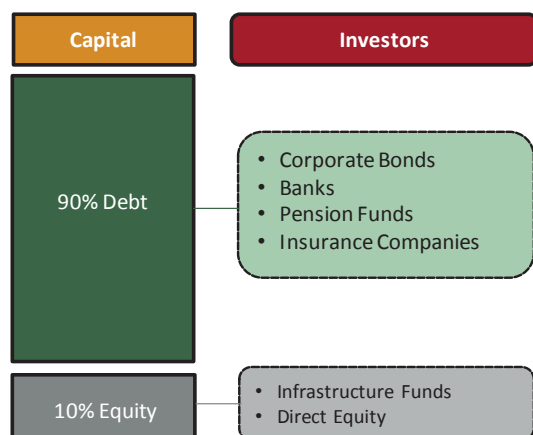 Capital
Investors
90% Debt
• Corporate Bonds
• Banks
• Pension Funds
• Insurance Companies
10% Equity
• Infrastructure Funds
• Direct Equity